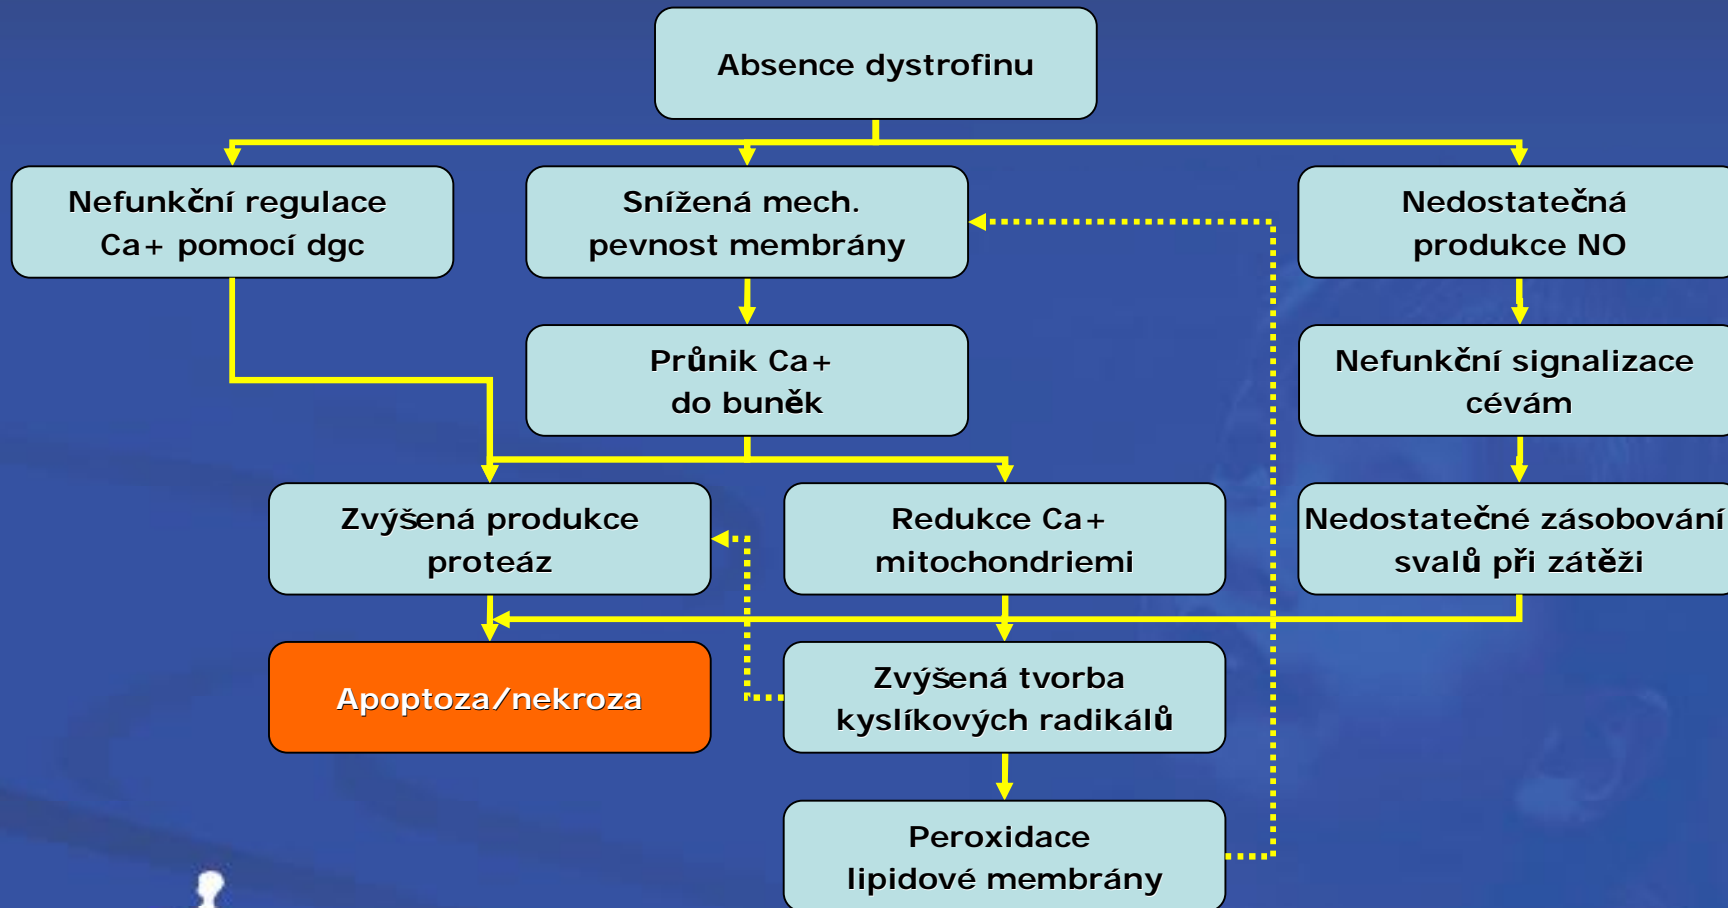 Absence dystrofinu
Nefunkční regulace
Ca+ pomocí dgc
Snížená mech.
pevnost membrány
Nedostatečná
produkce NO
Průnik Ca+
do buněk
Nefunkční signalizace
cévám
Zvýšená produkce
proteáz
Redukce Ca+
mitochondriemi
Nedostatečné zásobování
svalů při zátěži
Apoptoza/nekroza
Zvýšená tvorba
kyslíkových radikálů
Peroxidace
lipidové membrány